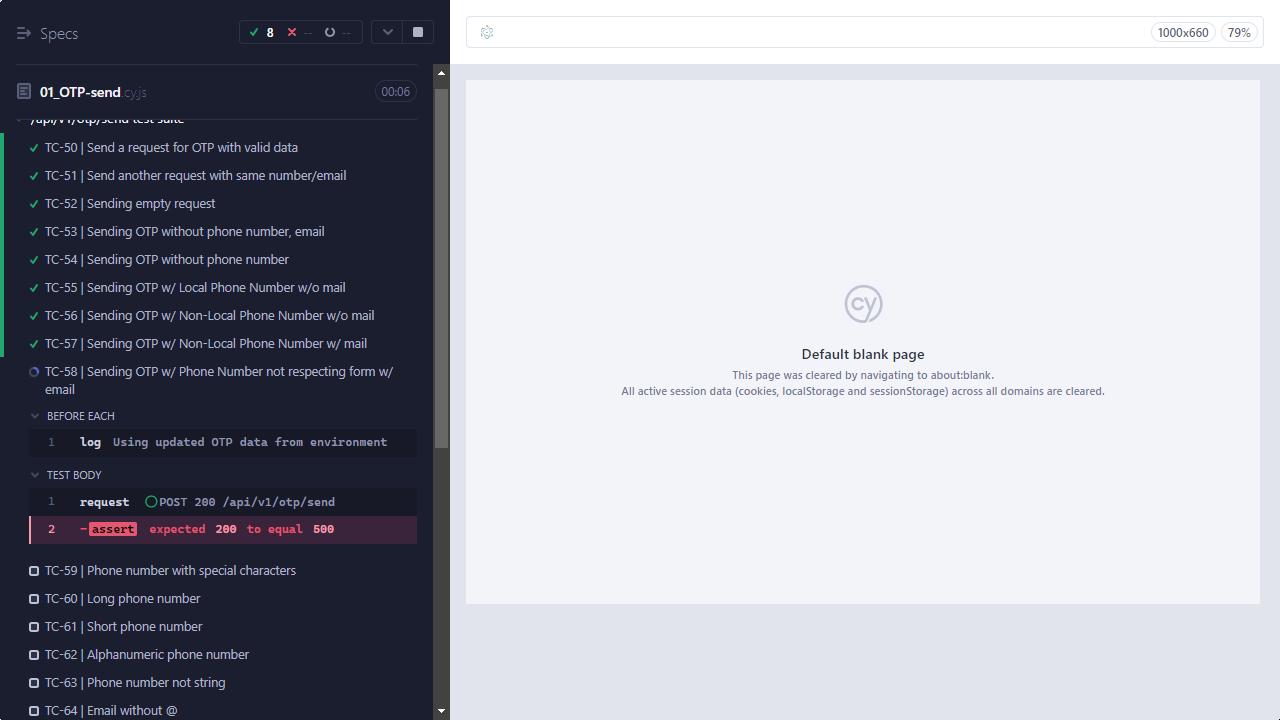 Specs
8
--
--
01_OTP-send.cy.js
00:06
/api/v1/otp/send test suite
TC-50 | Send a request for OTP with valid data
TC-51 | Send another request with same number/email
TC-52 | Sending empty request
TC-53 | Sending OTP without phone number, email
TC-54 | Sending OTP without phone number
TC-55 | Sending OTP w/ Local Phone Number w/o mail
TC-56 | Sending OTP w/ Non-Local Phone Number w/o mail
TC-57 | Sending OTP w/ Non-Local Phone Number w/ mail
TC-58 | Sending OTP w/ Phone Number not respecting form w/
email
BEFORE EACH
1 log Using updated OTP data from environment
TEST BODY
1 request POST 200 /api/v1/otp/send
2 -assert expected 200 to equal 500
TC-59 | Phone number with special characters
TC-60 | Long phone number
TC-61 | Short phone number
TC-62 | Alphanumeric phone number
TC-63 | Phone number not string
TC-64 | Email without @
1000x660
79%
cy
Default blank page
This page was cleared by navigating to about:blank.
All active session data (cookies, localStorage and sessionStorage) across all domains are cleared.